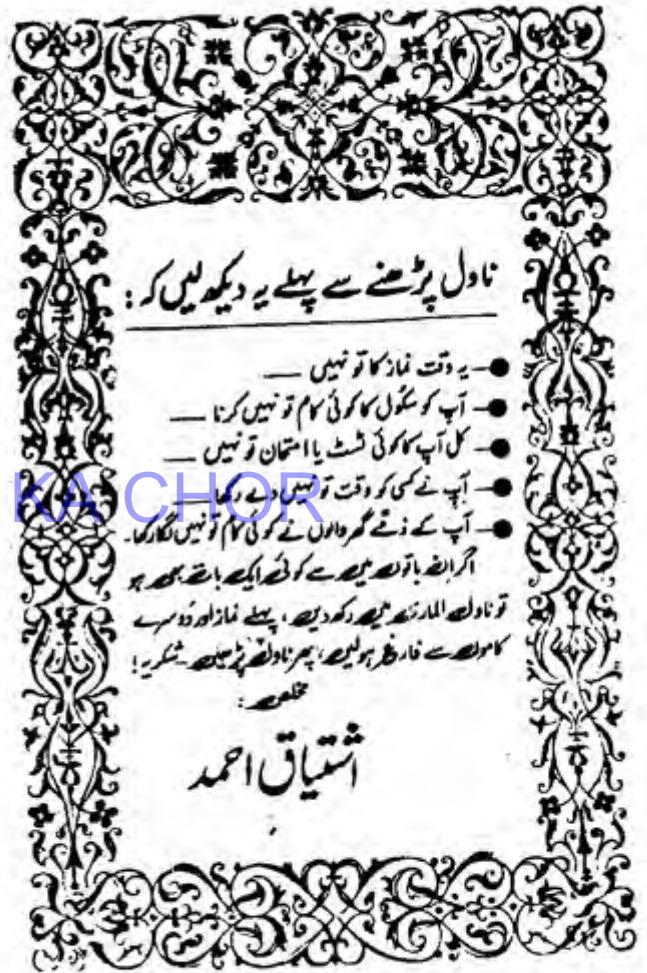 ناول پڑھنے سے پہلے یہ دیکھ لیں کہ :
● — یہ وقت نماز کا تو نہیں —
● — آپ کو سکول کا کوئی کام تو نہیں کرنا —
● — کل آپ کا کوئی ٹسٹ یا امتحان تو نہیں —
● — آپ نے کسی کو وقت تو نہیں دے رکھا —
KA CHOR
● — آپ کے ذمے گھر والوں نے کوئی کام تو نہیں لگا رکھا۔
اگر ان باتوں میں سے کوئی ایک بات بھی ہو
تو ناول الماری میں رکھ دیں ، پہلے نماز اور دوسرے
کاموں سے فارغ ہولیں ، پھر ناول پڑھیں ۔ شکریہ !
مخلص :
اشتیاق احمد